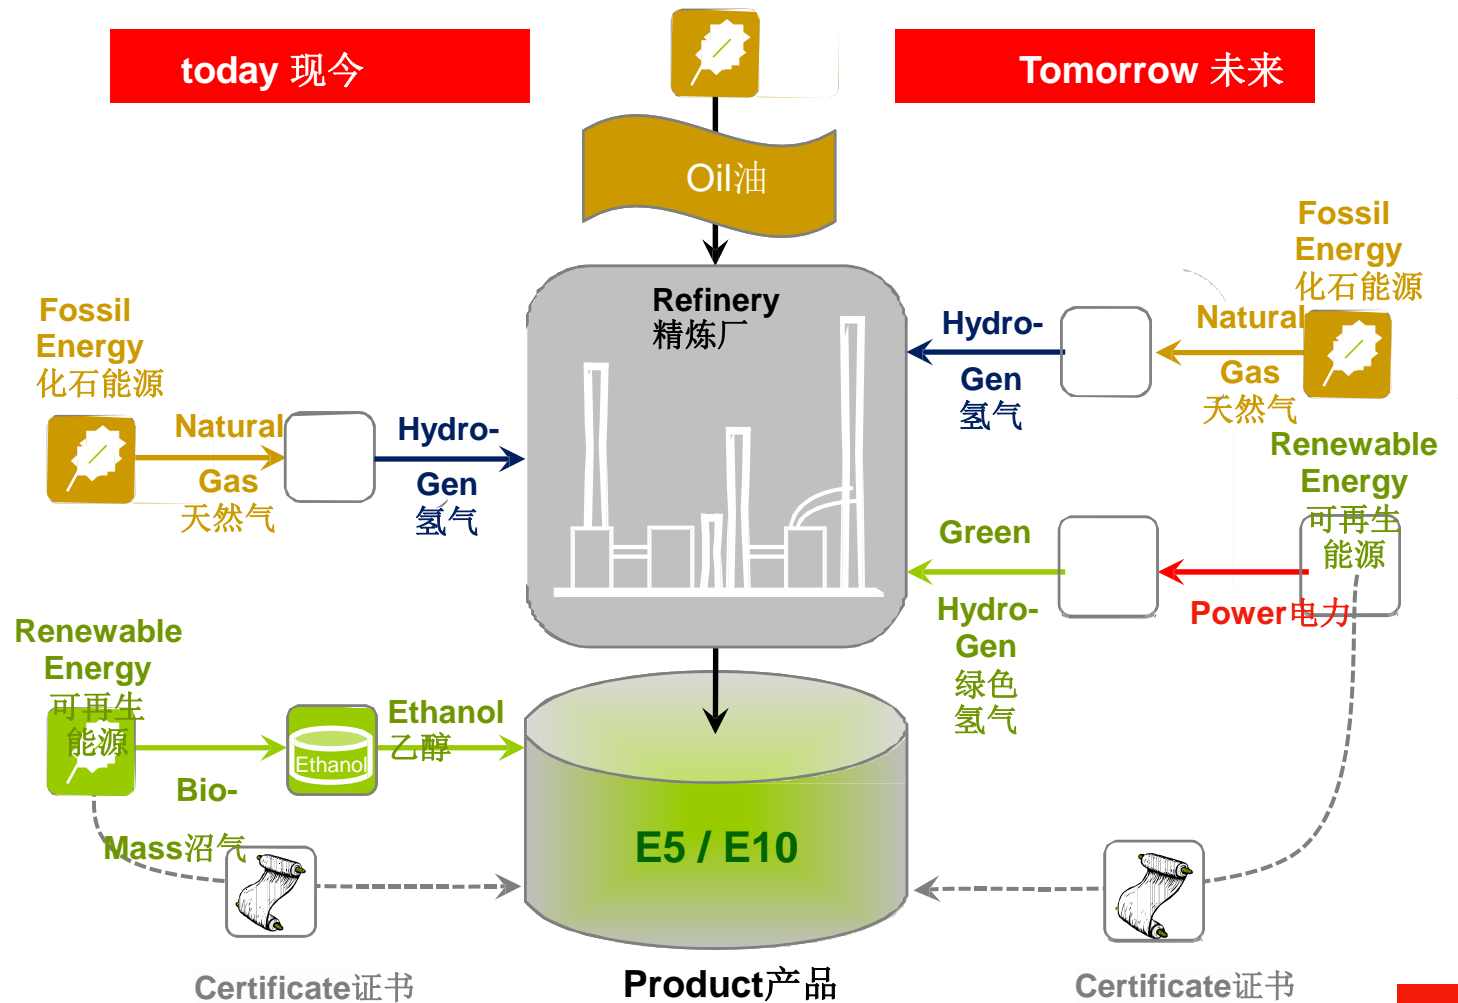 today 现今
Tomorrow 未来
Oil油
Refinery
精炼厂
Fossil
Energy
化石能源
Natural
Gas
天然气
Hydro-
Gen
氢气
Renewable
Energy
可再生
能源
Bio-
Mass沼气
Ethanol
Ethanol
乙醇
Certificate证书
E5 / E10
Product产品
Fossil
Energy
化石能源
Natural
Gas
天然气
Hydro-
Gen
氢气
Renewable
Energy
可再生
能源
Power电力
Green
Hydro-
Gen
绿色
氢气
Certificate证书